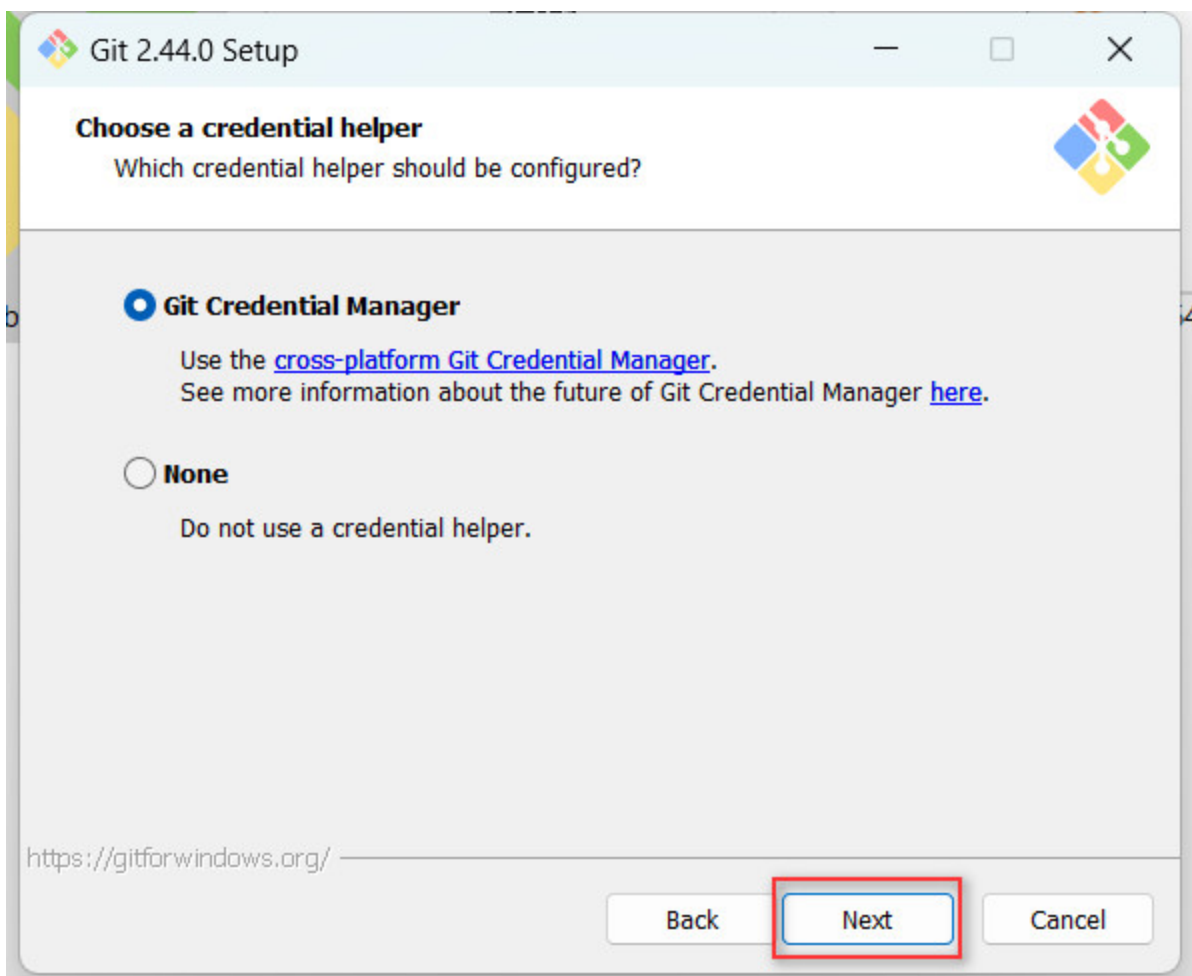 Git 2.44.0 Setup
Choose a credential helper
Which credential helper should be configured?
Git Credential Manager
Use the cross-platform Git Credential Manager.
See more information about the future of Git Credential Manager here.
None
Do not use a credential helper.
https://gitforwindows.org/
Back Next Cancel